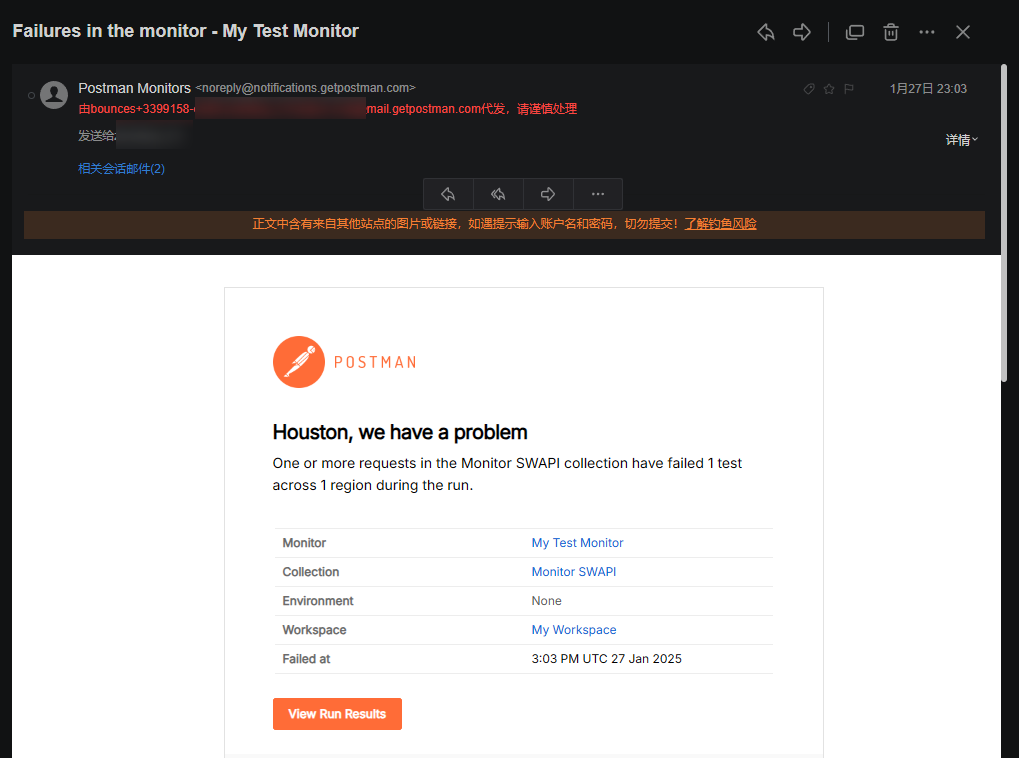 Failures in the monitor - My Test Monitor
Postman Monitors <noreply@notifications.getpostman.com>
1月27日 23:03
由bounces+3399158-
mail.getpostman.com代发，请谨慎处理
发送给:
详情
相关会话邮件(2)
正文中含有来自其他站点的图片或链接，如遇提示输入账户名和密码，切勿提交！了解钓鱼风险
POSTMAN
Houston, we have a problem
One or more requests in the Monitor SWAPI collection have failed 1 test
across 1 region during the run.
Monitor My Test Monitor
Collection Monitor SWAPI
Environment None
Workspace My Workspace
Failed at 3:03 PM UTC 27 Jan 2025
View Run Results